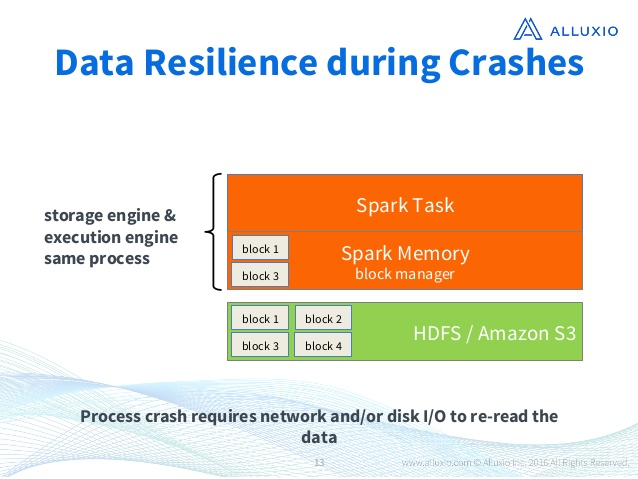 ALLUXIO
Data Resilience during Crashes
storage engine &
execution engine
same process
Spark Task
Spark Memory
block manager
block 1
block 3
HDFS / Amazon S3
block 1
block 2
block 3
block 4
Process crash requires network and/or disk I/O to re-read the
data
13
www.alluxio.com © Alluxio Inc. 2016 All Rights Reserved.